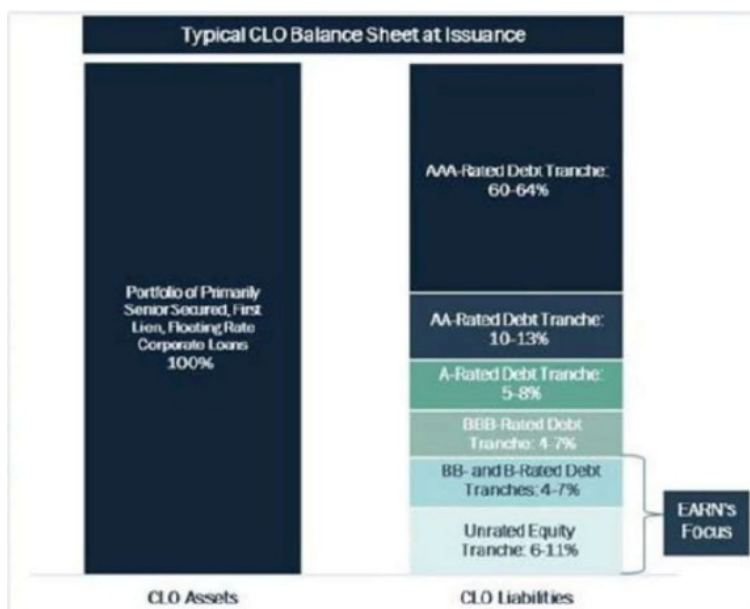 Typical CLO Balance Sheet at Issuance
Portfolio of Primarily
Senior Secured, First
Lien, Floating Rate
Corporate Loans
100%
AAA-Rated Debt Tranche:
60-64%
AA-Rated Debt Tranche:
10-13%
A-Rated Debt Tranche:
5-8%
BBB-Rated Debt
Tranche: 4-7%
BB- and B-Rated Debt
Tranches: 4-7%
Unrated Equity
Tranche: 6-11%
EARN's
Focus
CLO Assets
CLO Liabilities